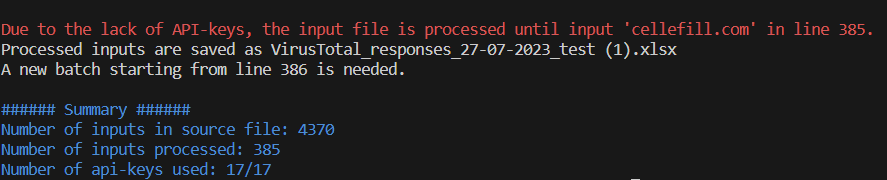 Due to the lack of API-keys, the input file is processed until input 'cellefill.com' in line 385.
Processed inputs are saved as VirusTotal_responses_27-07-2023_test (1).xlsx
A new batch starting from line 386 is needed.
###### Summary ######
Number of inputs in source file: 4370
Number of inputs processed: 385
Number of api-keys used: 17/17